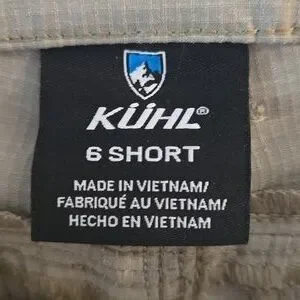 KÜHL®
6 SHORT
MADE IN VIETNAM/
FABRIQUÉ AU VIETNAM/
HECHO EN VIETNAM